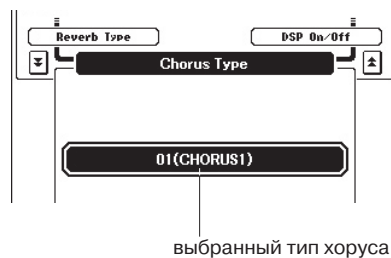 Reverb Type
DSP On/Off
Chorus Type
01(CHORUS1)
выбранный тип хоруса